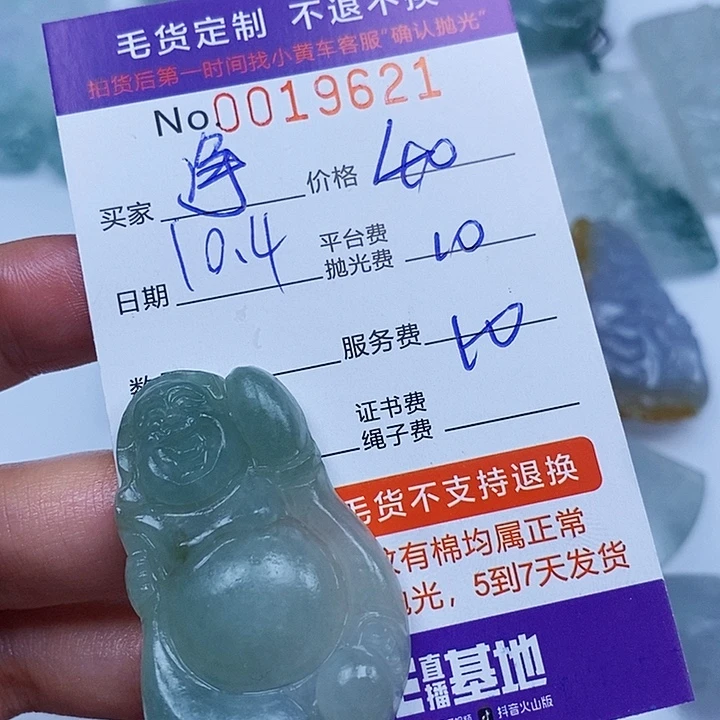 毛货定制 不退不换
拍货后第一时间找小黄车客服"确认抛光"
No.0019621
买家 价格 400
日期 10.4 平台费 抛光费 10
服务费 10
证书费
绳子费
毛货不支持退换
有棉均属正常
光，5到7天发货
直播基地
抖音火山版